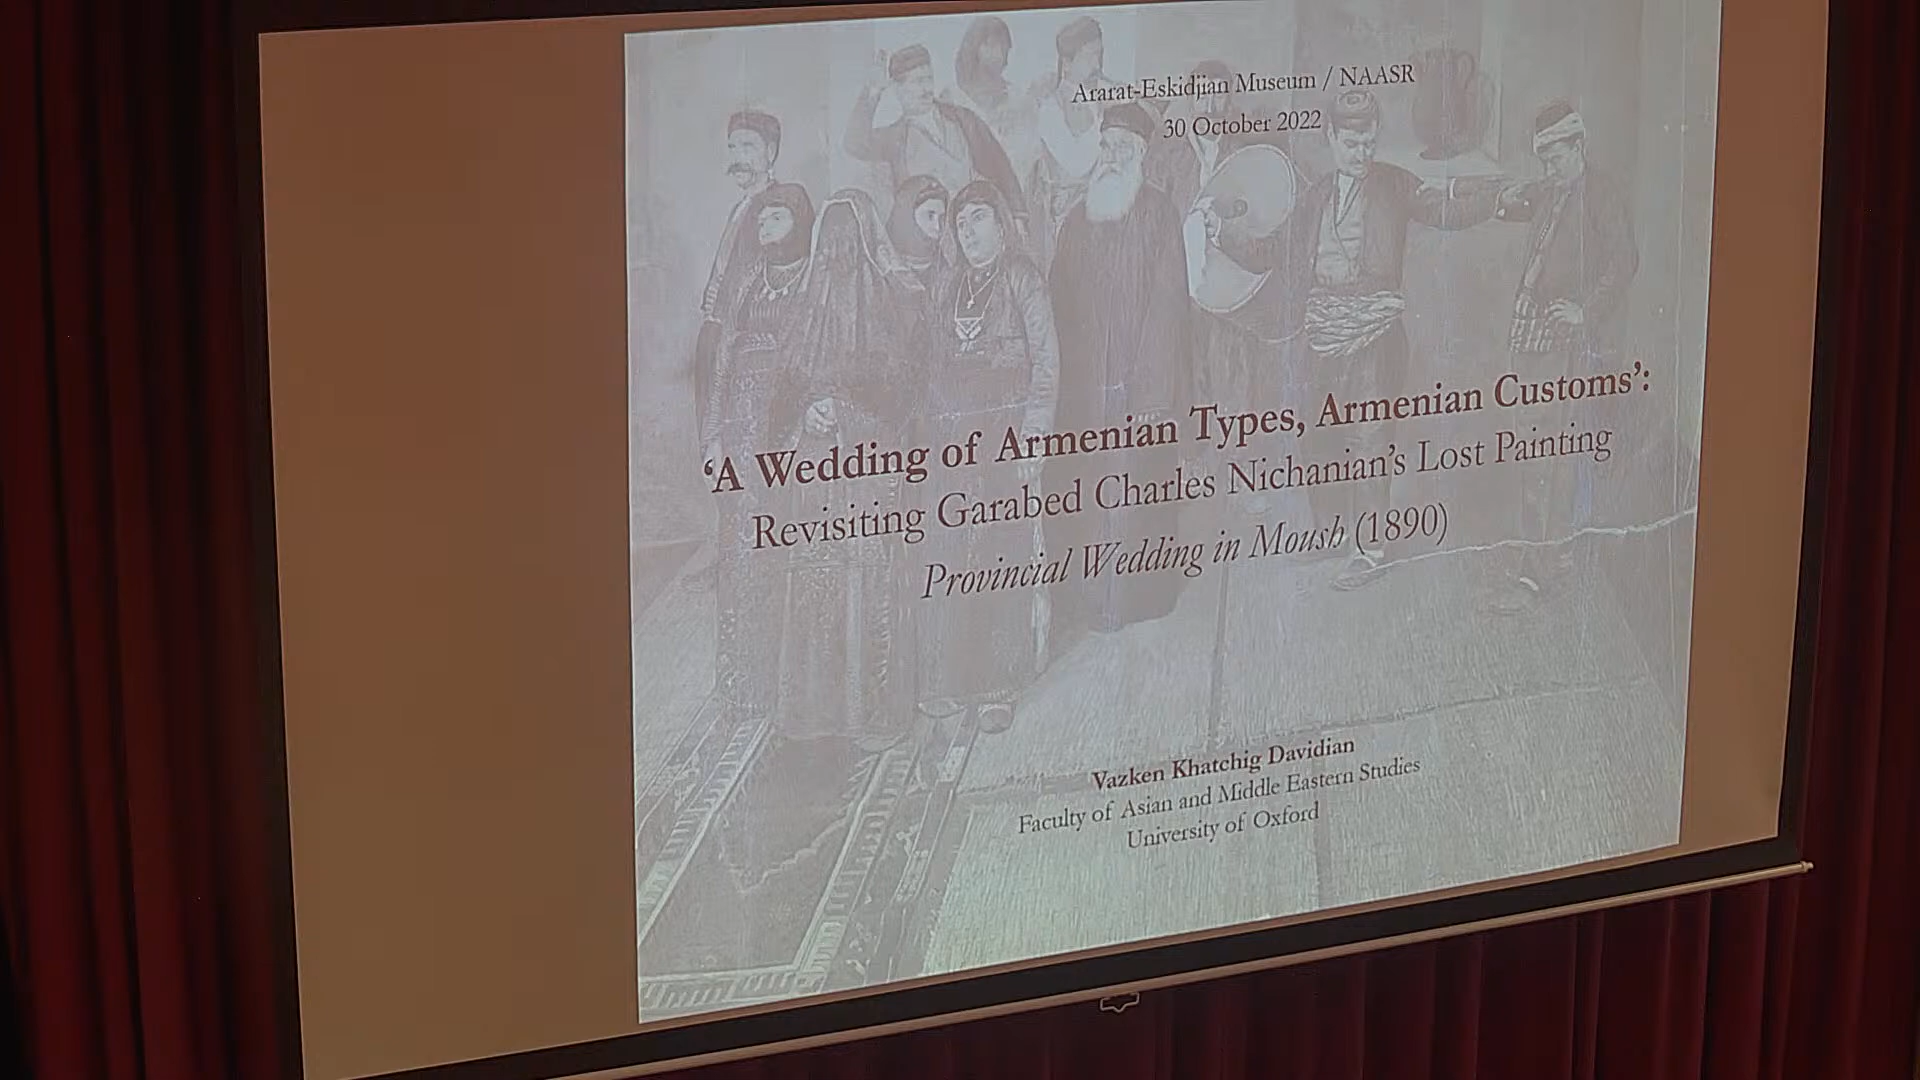 Ararat-Eskidjian Museum / NAASR
30 October 2022
‘A Wedding of Armenian Types, Armenian Customs’:
Revisiting Garabed Charles Nichanian’s Lost Painting
Provincial Wedding in Moush (1890)
Vazken Khatchig Davidian
Faculty of Asian and Middle Eastern Studies
University of Oxford